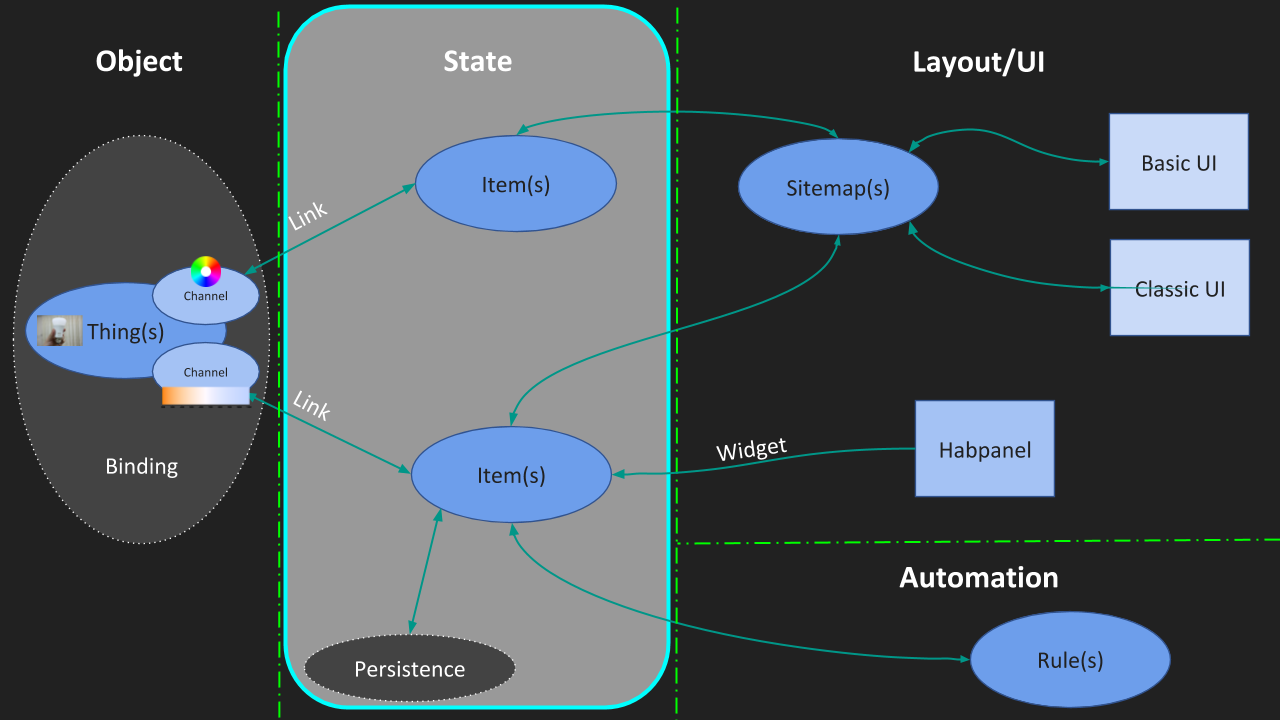 Object
State
Layout/UI
Item(s)
Sitemap(s)
Basic UI
Link
Channel
Thing(s)
Classic UI
Channel
Link
Binding
Item(s)
Widget
Habpanel
Automation
Persistence
Rule(s)